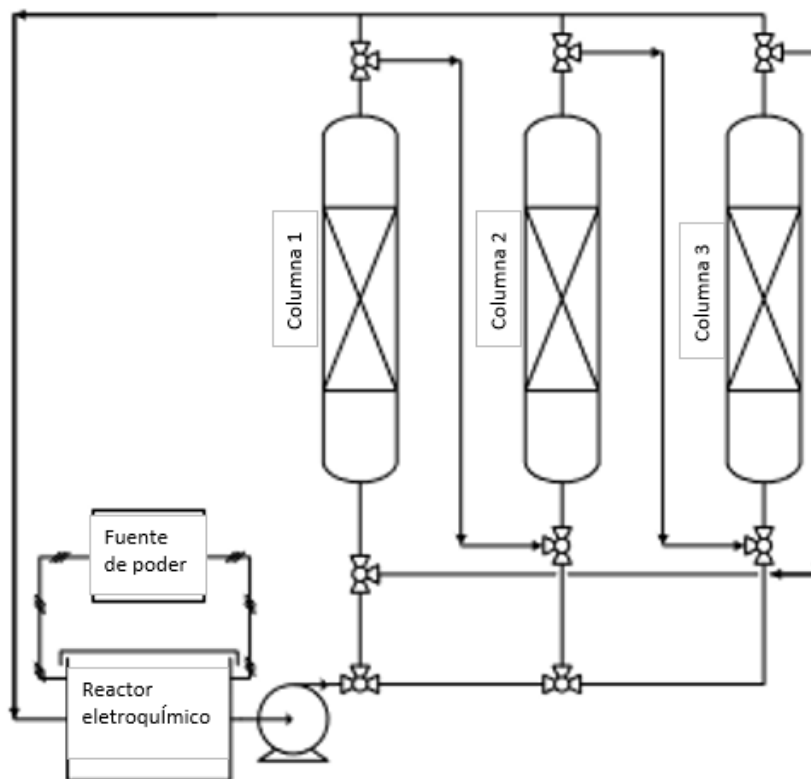 Columna 1
Columna 2
Columna 3
Fuente
de poder
Reactor
eletroquÍmico